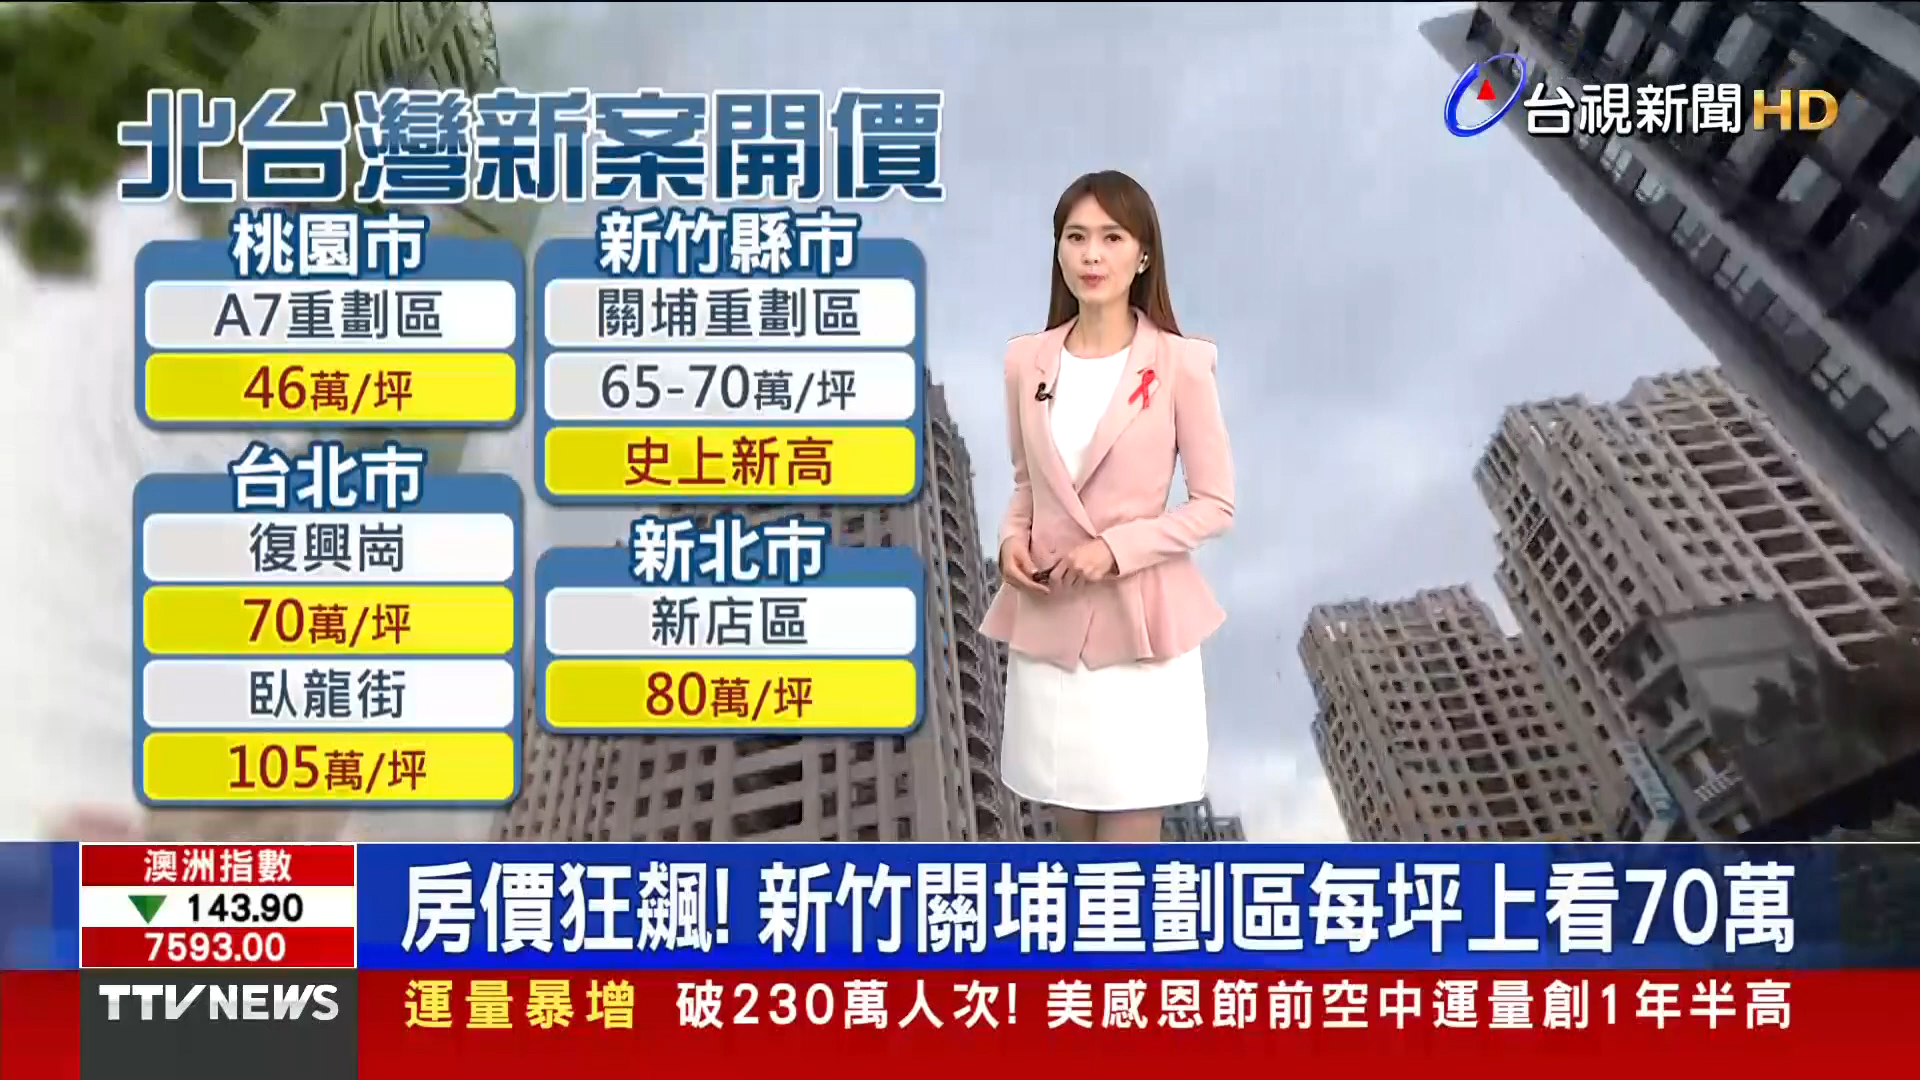 台視新聞HD
北台灣新案開價
桃園市
A7重劃區
46萬/坪
台北市
復興崗
70萬/坪
臥龍街
105萬/坪
新竹縣市
關埔重劃區
65-70萬/坪
史上新高
新北市
新店區
80萬/坪
澳洲指數
▼ 143.90
7593.00
房價狂飆! 新竹關埔重劃區每坪上看70萬
TTV NEWS
運量暴增 破230萬人次! 美感恩節前空中運量創1年半高